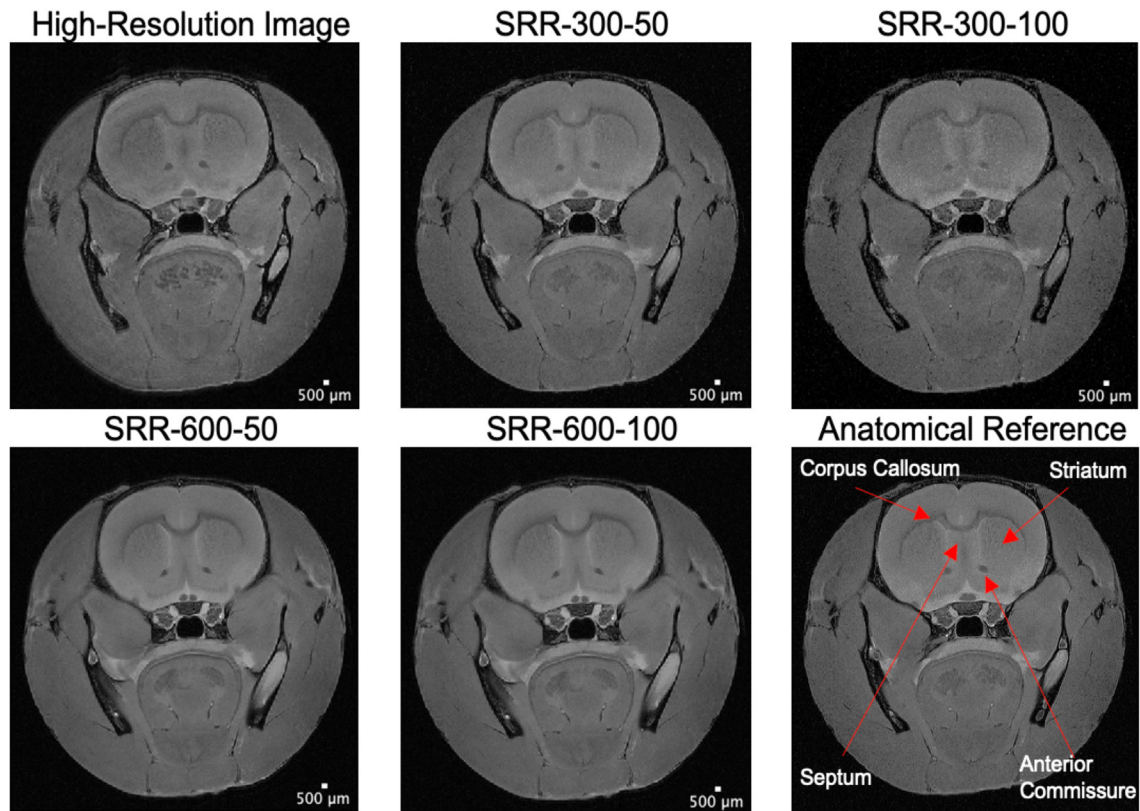 High-Resolution Image
SRR-300-50
SRR-300-100
500 µm
500 µm
500 µm
SRR-600-50
SRR-600-100
Anatomical Reference
Corpus Callosum
Striatum
Septum
Anterior
Commissure
500 µm
500 µm